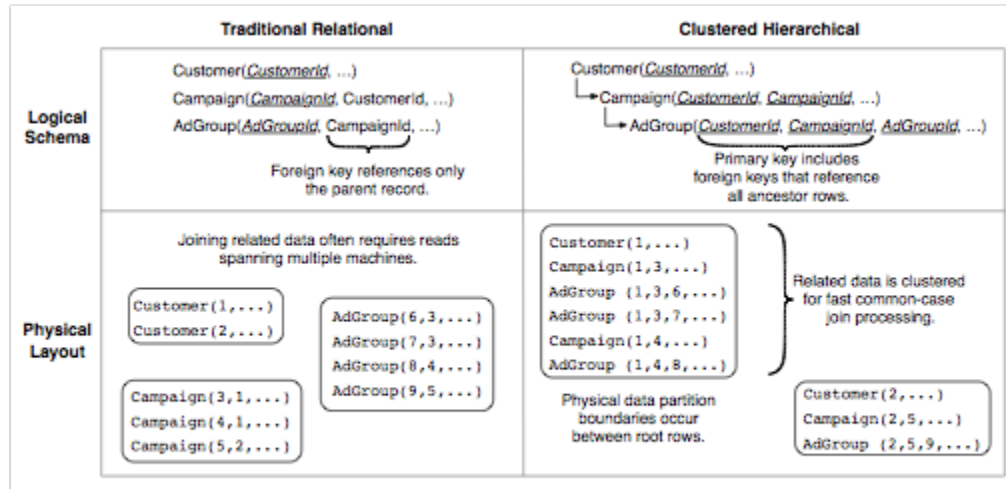 Traditional Relational
Clustered Hierarchical
Logical
Schema
Customer(CustomerId, ...)
Campaign(CampaignId, CustomerId, ...)
AdGroup(AdGroupId, CampaignId, ...)
Foreign key references only
the parent record.
Customer(CustomerId, ...)
Campaign(CustomerId, CampaignId, ...)
AdGroup(CustomerId, CampaignId, AdGroupId, ...)
Primary key includes
foreign keys that reference
all ancestor rows.
Physical
Layout
Joining related data often requires reads
spanning multiple machines.
Customer(1,...)
Customer(2,...)
AdGroup(6,3,...)
AdGroup(7,3,...)
AdGroup(8,4,...)
AdGroup(9,5,...)
Campaign(3,1,...)
Campaign(4,1,...)
Campaign(5,2,...)
Customer(1,...)
Campaign(1,3,...)
AdGroup (1,3,6,...)
AdGroup (1,3,7,...)
Campaign(1,4,...)
AdGroup (1,4,8,...)
Related data is clustered
for fast common-case
join processing.
Physical data partition
boundaries occur
between root rows.
Customer(2,...)
Campaign(2,5,...)
AdGroup (2,5,9,...)